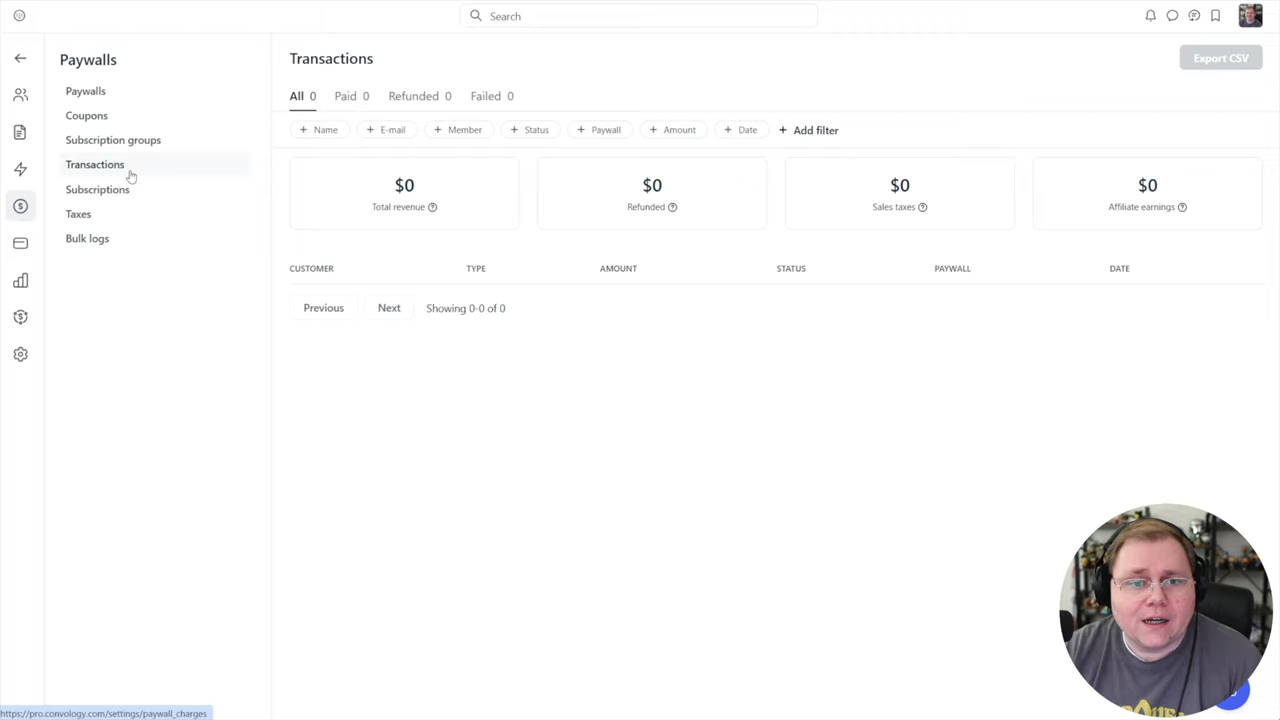 Search
Paywalls
Paywalls
Coupons
Subscription groups
Transactions
Subscriptions
Taxes
Bulk logs
Transactions
Export CSV
All 0 Paid 0 Refunded 0 Failed 0
+ Name + E-mail + Member + Status + Paywall + Amount + Date + Add filter
$0 $0 $0 $0
Total revenue Refunded Sales taxes Affiliate earnings
CUSTOMER TYPE AMOUNT STATUS PAYWALL DATE
Previous Next Showing 0-0 of 0
https://pro.convology.com/settings/paywall_charges